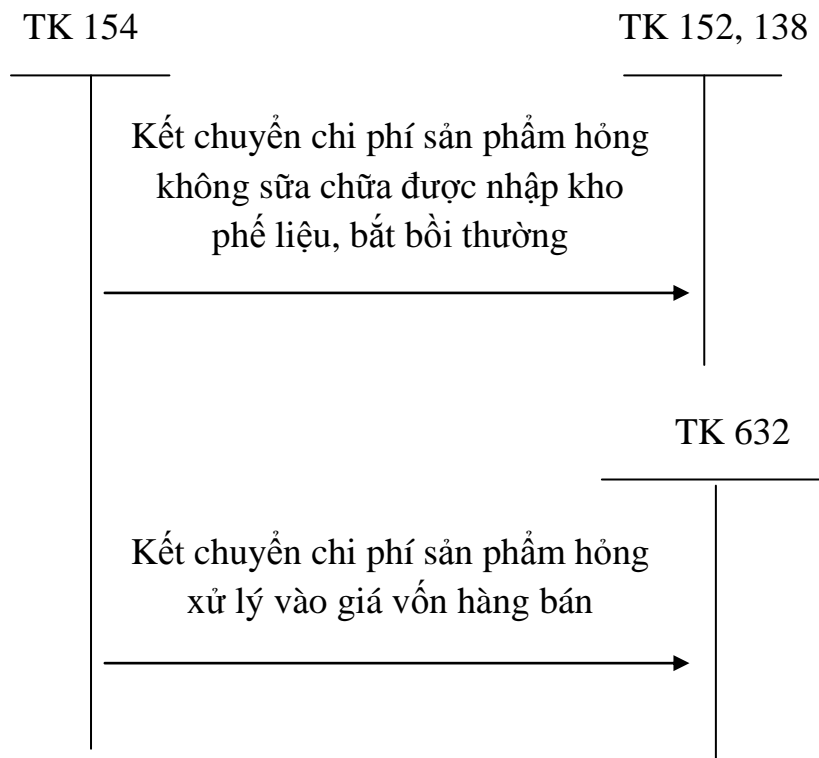 TK 154
TK 152, 138
Kết chuyển chi phí sản phẩm hỏng
không sữa chữa được nhập kho
phế liệu, bắt bồi thường
TK 632
Kết chuyển chi phí sản phẩm hỏng
xử lý vào giá vốn hàng bán